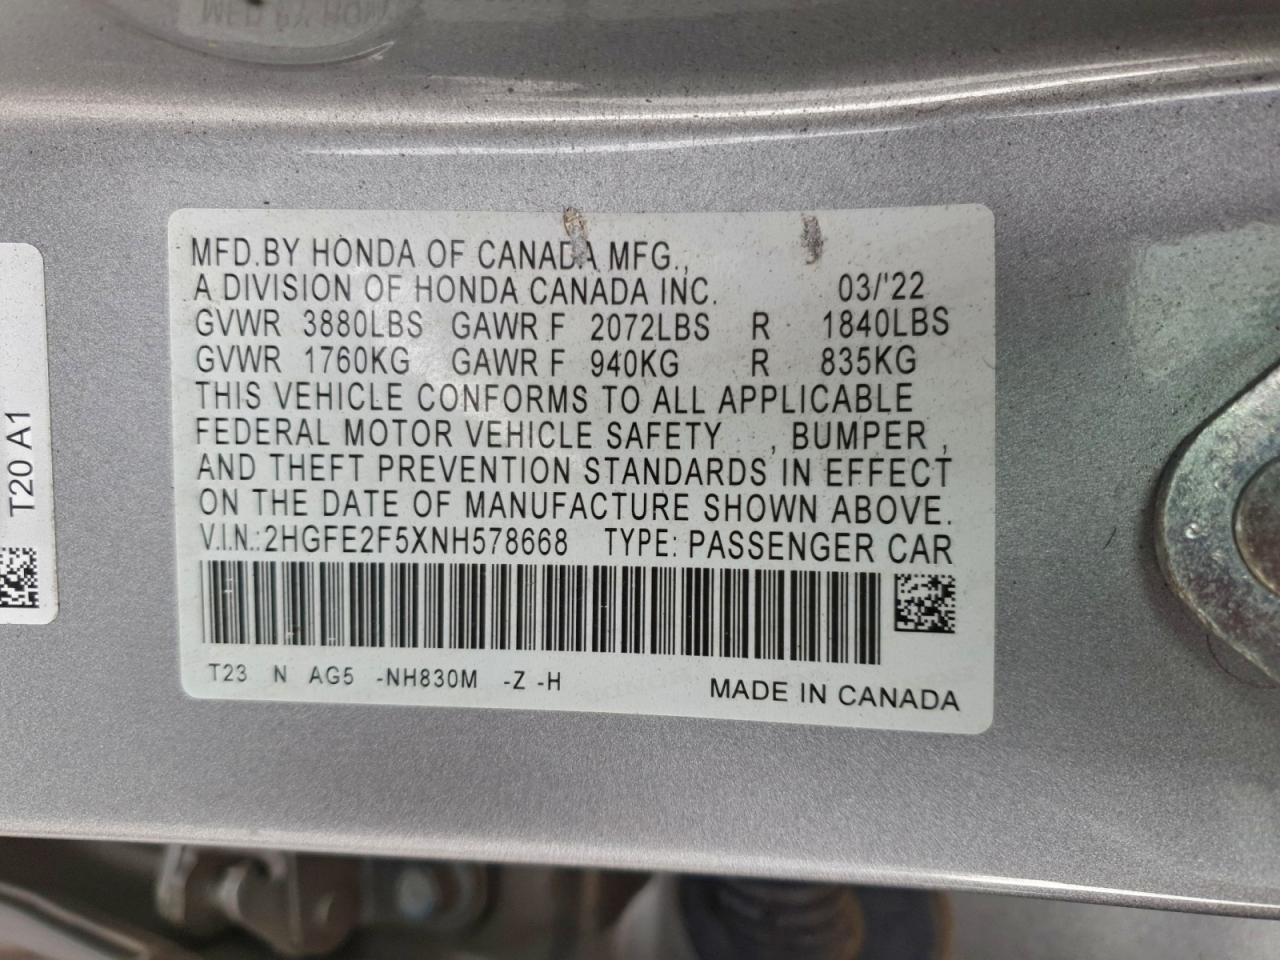 MFD.BY HONDA OF CANADA MFG.,
A DIVISION OF HONDA CANADA INC. 03/'22
GVWR 3880LBS GAWR F 2072LBS R 1840LBS
GVWR 1760KG GAWR F 940KG R 835KG
THIS VEHICLE CONFORMS TO ALL APPLICABLE
FEDERAL MOTOR VEHICLE SAFETY , BUMPER ,
AND THEFT PREVENTION STANDARDS IN EFFECT
ON THE DATE OF MANUFACTURE SHOWN ABOVE.
V.I.N.:2HGFE2F5XNH578668 TYPE: PASSENGER CAR
T23 N AG5 -NH830M -Z -H
MADE IN CANADA
T20 A1